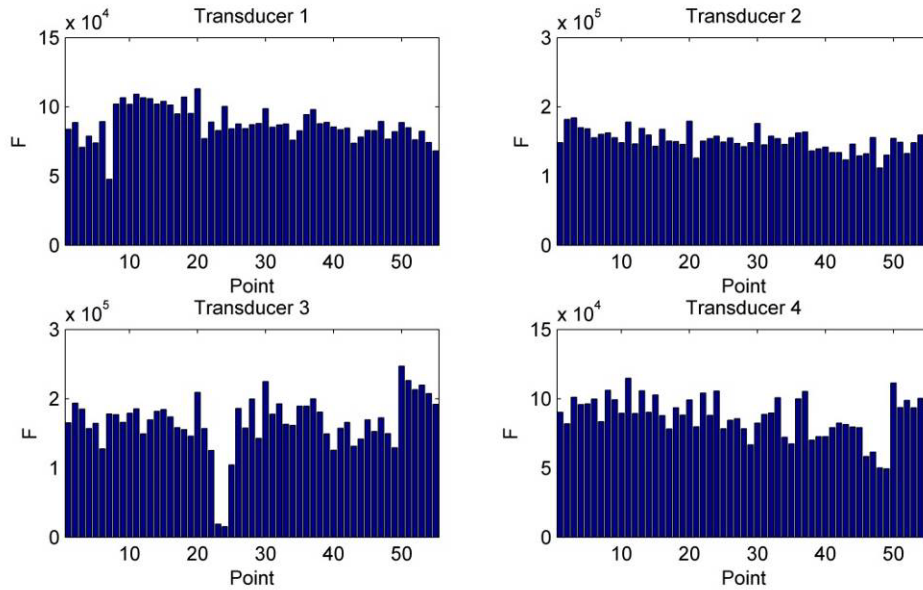 x 10^4 Transducer 1
15
10
5
0
F
10 20 30 40 50
Point
x 10^5 Transducer 2
3
2
1
0
F
10 20 30 40 50
Point
x 10^5 Transducer 3
3
2
1
0
F
10 20 30 40 50
Point
x 10^4 Transducer 4
15
10
5
0
F
10 20 30 40 50
Point